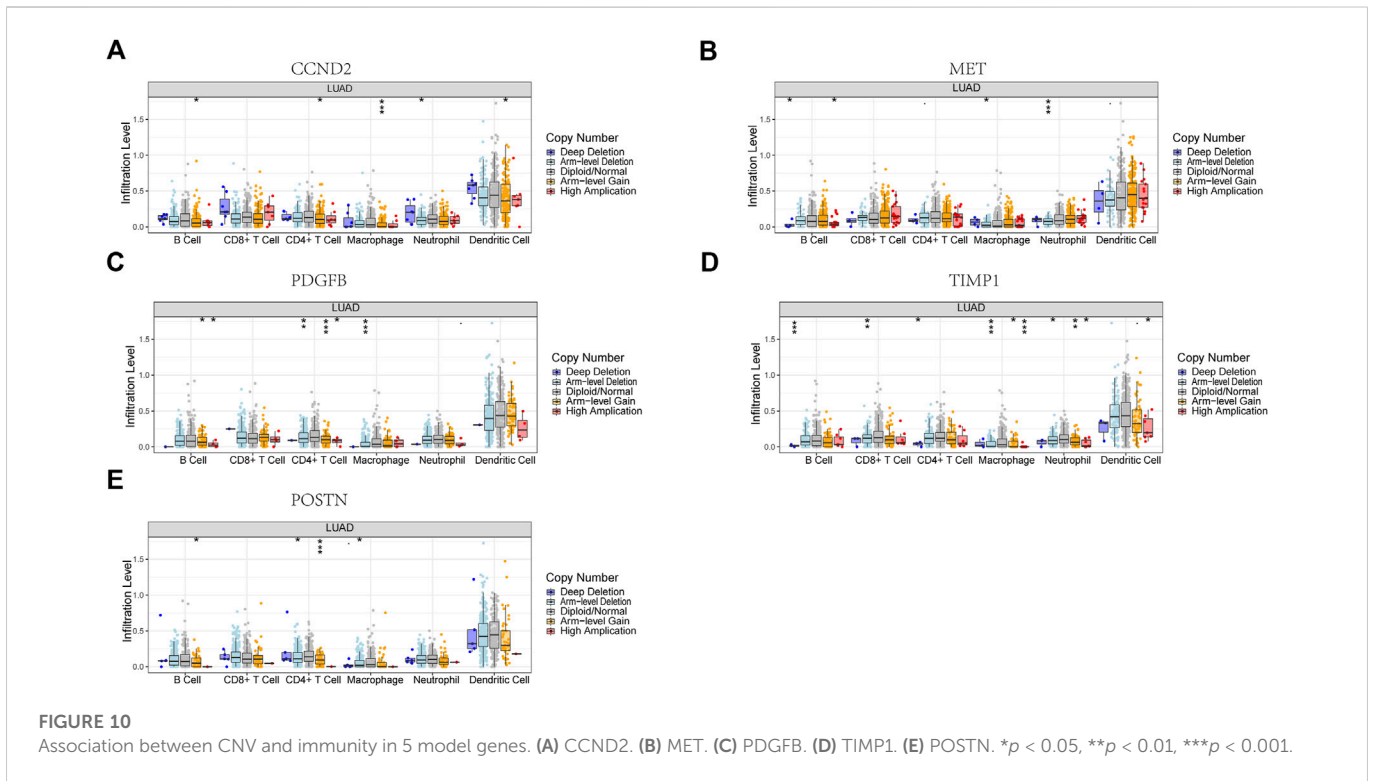 A
CCND2
LUAD
* * *** * *
Infiltration Level
1.5
1.0
0.5
0.0
B Cell CD8+ T Cell CD4+ T Cell Macrophage Neutrophil Dendritic Cell
Copy Number
Deep Deletion
Arm-level Deletion
Diploid/Normal
Arm-level Gain
High Amplication
B
MET
LUAD
* * . * *** .
Infiltration Level
1.5
1.0
0.5
0.0
B Cell CD8+ T Cell CD4+ T Cell Macrophage Neutrophil Dendritic Cell
Copy Number
Deep Deletion
Arm-level Deletion
Diploid/Normal
Arm-level Gain
High Amplication
C
PDGFB
LUAD
* * ** *** * *** .
Infiltration Level
1.5
1.0
0.5
0.0
B Cell CD8+ T Cell CD4+ T Cell Macrophage Neutrophil Dendritic Cell
Copy Number
Deep Deletion
Arm-level Deletion
Diploid/Normal
Arm-level Gain
High Amplication
D
TIMP1
LUAD
*** ** * *** * *** * ** * . *
Infiltration Level
1.5
1.0
0.5
0.0
B Cell CD8+ T Cell CD4+ T Cell Macrophage Neutrophil Dendritic Cell
Copy Number
Deep Deletion
Arm-level Deletion
Diploid/Normal
Arm-level Gain
High Amplication
E
POSTN
LUAD
* * *** . *
Infiltration Level
1.5
1.0
0.5
0.0
B Cell CD8+ T Cell CD4+ T Cell Macrophage Neutrophil Dendritic Cell
Copy Number
Deep Deletion
Arm-level Deletion
Diploid/Normal
Arm-level Gain
High Amplication
FIGURE 10
Association between CNV and immunity in 5 model genes. (A) CCND2. (B) MET. (C) PDGFB. (D) TIMP1. (E) POSTN. *p < 0.05, **p < 0.01, ***p < 0.001.